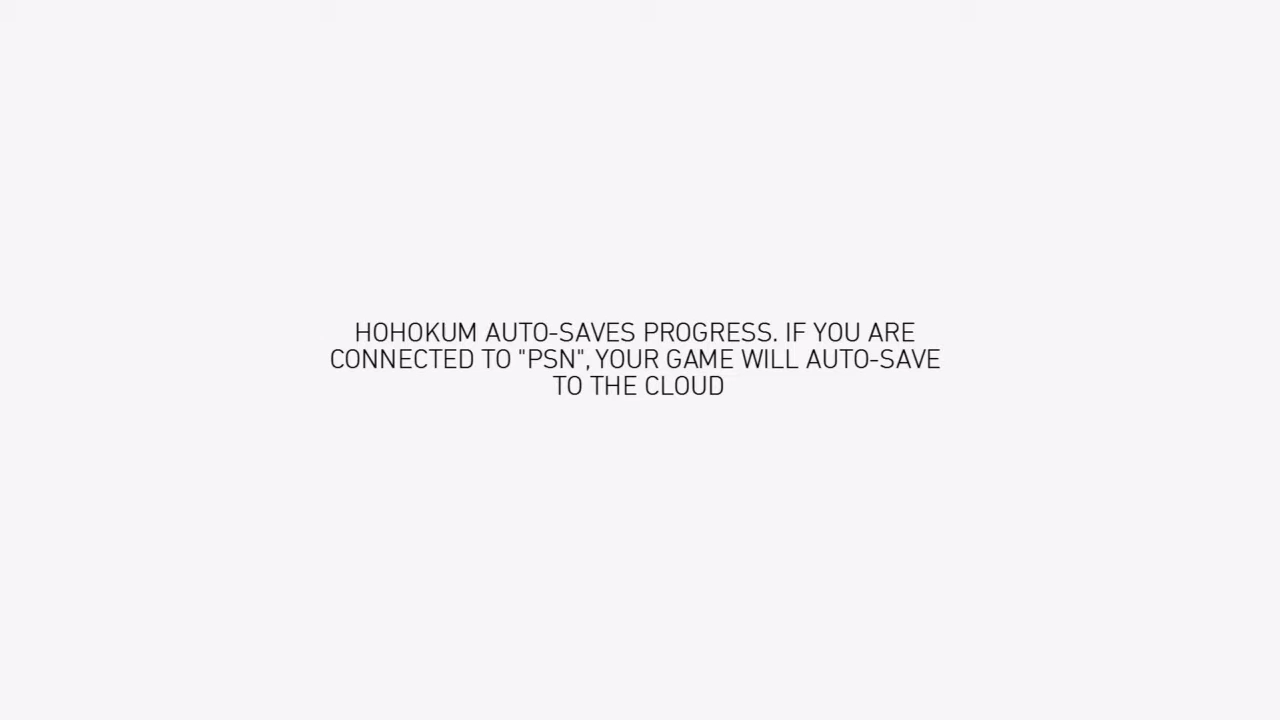 HOHOKUM AUTO-SAVES PROGRESS. IF YOU ARE
CONNECTED TO "PSN", YOUR GAME WILL AUTO-SAVE
TO THE CLOUD